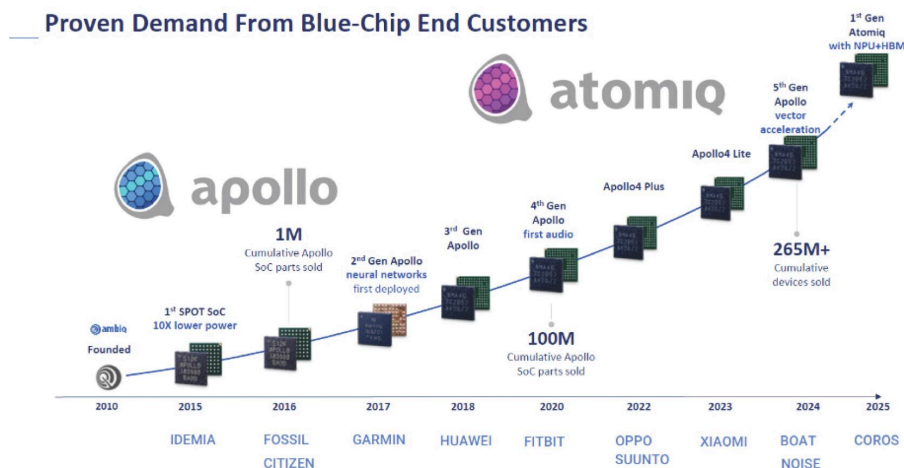 Proven Demand From Blue-Chip End Customers
apollo
atomiq
ambiq
Founded
1st SPOT SoC
10X lower power
1M
Cumulative Apollo
SoC parts sold
2nd Gen Apollo
neural networks
first deployed
3rd Gen
Apollo
4th Gen
Apollo
first audio
100M
Cumulative Apollo
SoC parts sold
Apollo4 Plus
Apollo4 Lite
5th Gen
Apollo
vector
acceleration
265M+
Cumulative
devices sold
1st Gen
Atomiq
with NPU+HBM
2010
2015
2016
2017
2018
2020
2022
2023
2024
2025
IDEMIA
FOSSIL
CITIZEN
GARMIN
HUAWEI
FITBIT
OPPO
SUUNTO
XIAOMI
BOAT
NOISE
COROS